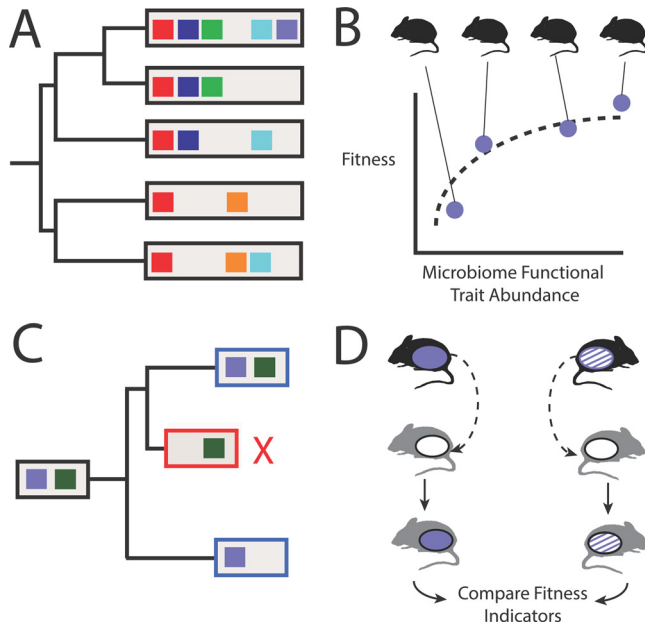 A
B
Fitness
Microbiome Functional
Trait Abundance
C
X
D
Compare Fitness
Indicators